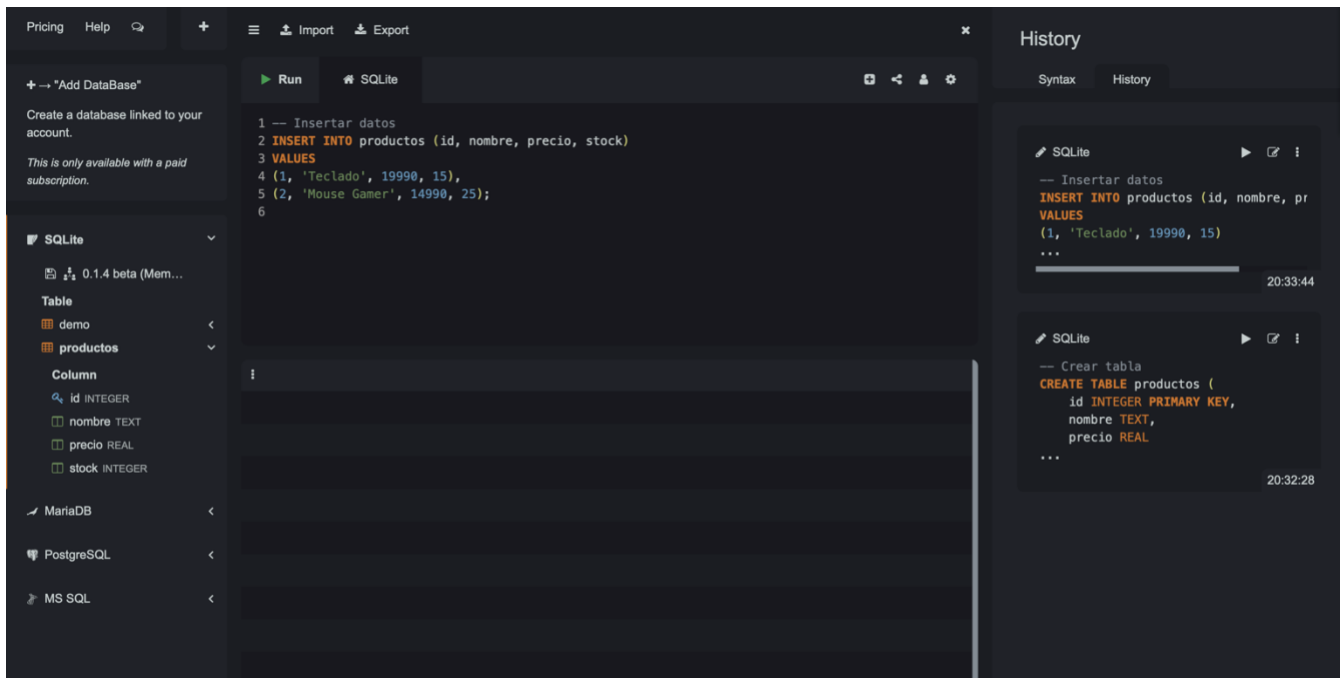 Pricing Help
Import Export
+ → "Add DataBase"
Create a database linked to your
account.
This is only available with a paid
subscription.
SQLite
0.1.4 beta (Mem...
Table
demo
productos
Column
id INTEGER
nombre TEXT
precio REAL
stock INTEGER
MariaDB
PostgreSQL
MS SQL
Run SQLite
1 -- Insertar datos
2 INSERT INTO productos (id, nombre, precio, stock)
3 VALUES
4 (1, 'Teclado', 19990, 15),
5 (2, 'Mouse Gamer', 14990, 25);
6
History
Syntax History
SQLite
-- Insertar datos
INSERT INTO productos (id, nombre, pr
VALUES
(1, 'Teclado', 19990, 15)
...
20:33:44
SQLite
-- Crear tabla
CREATE TABLE productos (
id INTEGER PRIMARY KEY,
nombre TEXT,
precio REAL
...
20:32:28